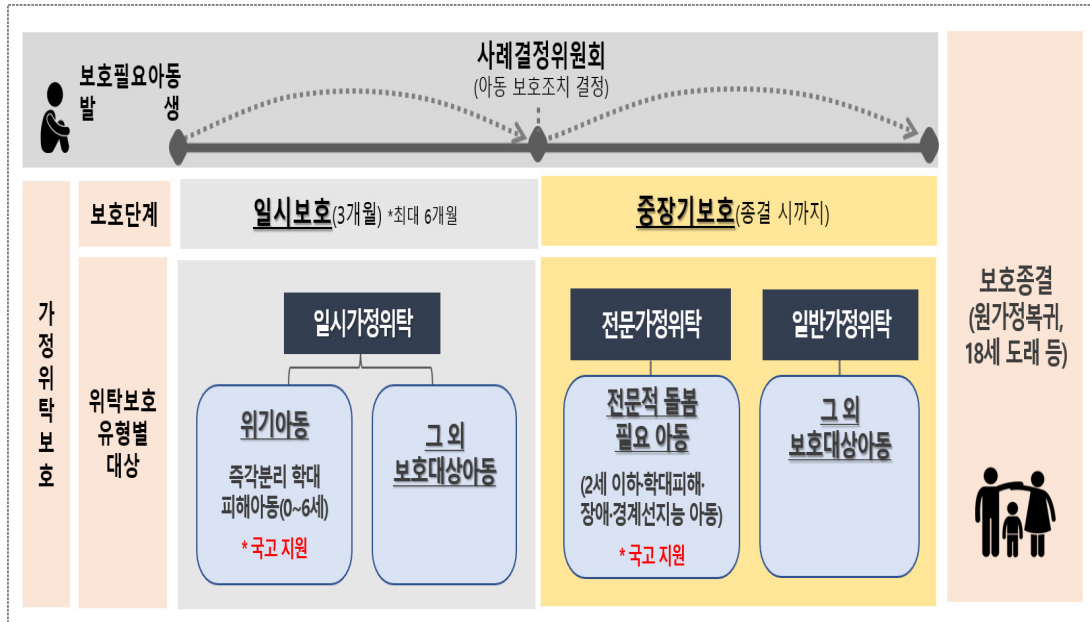 보호필요아동
발 생
사례결정위원회
(아동 보호조치 결정)
보호단계
일시보호(3개월) *최대 6개월
중장기보호(종결 시까지)
가
정
위
탁
보
호
위탁보호
유형별
대상
일시가정위탁
위기아동
즉각분리 학대
피해아동(0~6세)
* 국고 지원
그 외
보호대상아동
전문가정위탁
전문적 돌봄
필요 아동
(2세 이하·학대피해·
장애·경계선지능 아동)
* 국고 지원
일반가정위탁
그 외
보호대상아동
보호종결
(원가정복귀,
18세 도래 등)